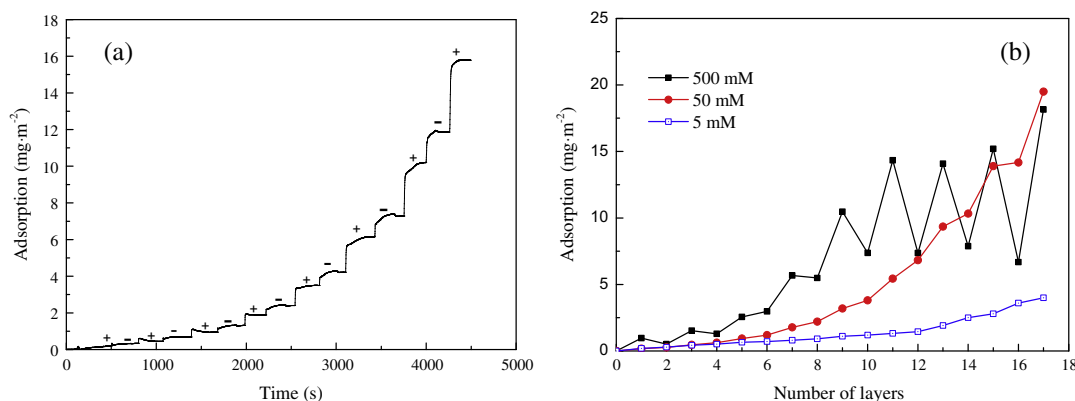 (a)
Adsorption (mg·m⁻²)
18
16
14
12
10
8
6
4
2
0
+ − + − + − + − + − + − + − +
0 1000 2000 3000 4000 5000
Time (s)
(b)
Adsorption (mg·m⁻²)
25
20
15
10
5
0
500 mM
50 mM
5 mM
0 2 4 6 8 10 12 14 16 18
Number of layers